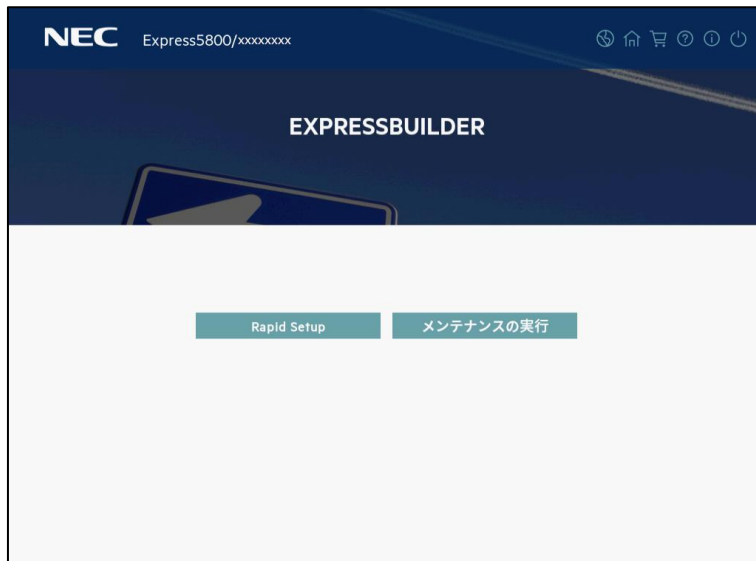 NEC Express5800/xxxxxxxx
EXPRESSBUILDER
Rapid Setup
メンテナンスの実行